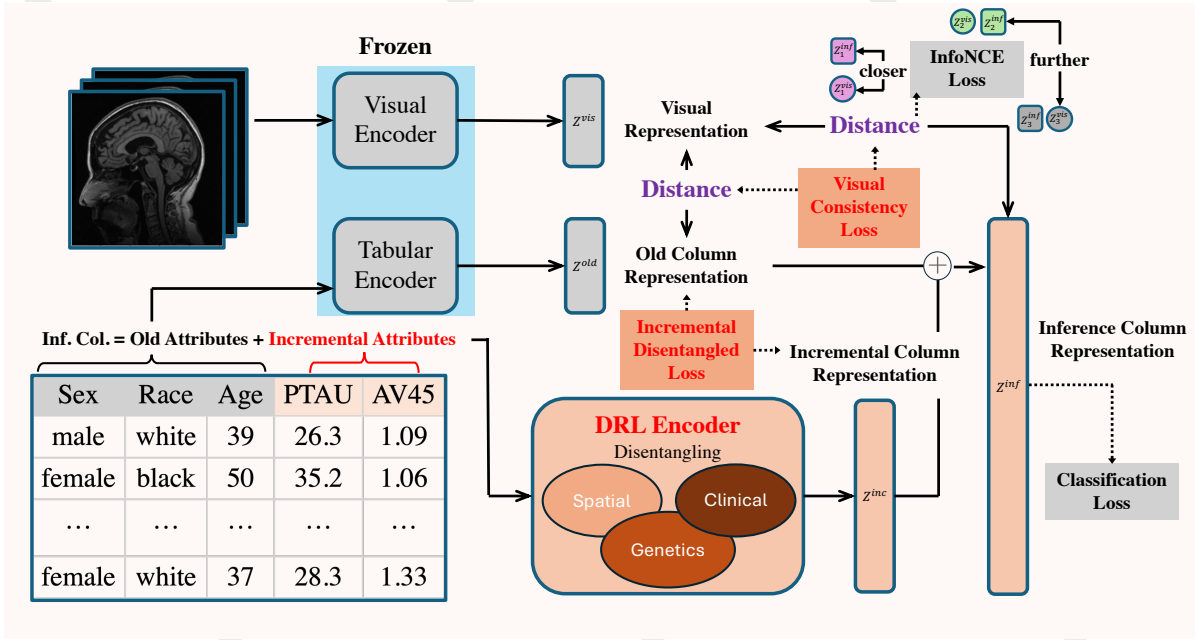 Frozen
Visual
Encoder
Z^vis
Tabular
Encoder
Z^old
Visual
Representation
Distance
Old Column
Representation
Distance
Visual
Consistency
Loss
InfoNCE
Loss
Z_1^inf
closer
Z_1^vis
Z_2^vis Z_2^inf
further
Z_3^inf Z_3^vis
Inf. Col. = Old Attributes + Incremental Attributes
Sex Race Age PTAU AV45
male white 39 26.3 1.09
female black 50 35.2 1.06
... ... ... ... ...
female white 37 28.3 1.33
Incremental
Disentangled
Loss
Incremental Column
Representation
DRL Encoder
Disentangling
Spatial
Clinical
Genetics
Z^inc
+
Z^inf
Inference Column
Representation
Classification
Loss